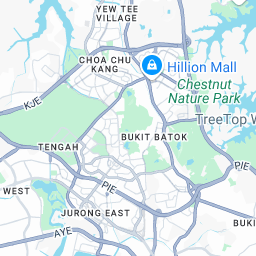 YEW TEE
VILLAGE
CHOA CHU
KANG
Hillion Mall
Chestnut
Nature Park
KJE
TreeTop W
BUKIT BATOK
TENGAH
PIE
PIE
WEST
JURONG EAST
BUKI
AYE